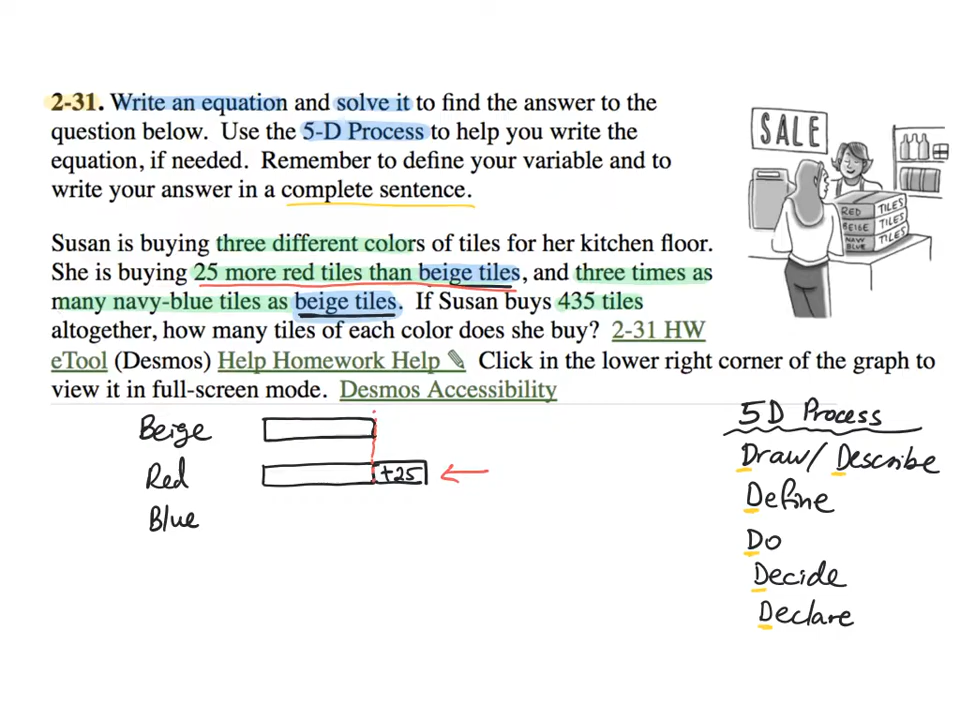 2-31. Write an equation and solve it to find the answer to the
question below. Use the 5-D Process to help you write the
equation, if needed. Remember to define your variable and to
write your answer in a complete sentence.
SALE
RED TILES
BEIGE TILES
NAVY BLUE TILES
Susan is buying three different colors of tiles for her kitchen floor.
She is buying 25 more red tiles than beige tiles, and three times as
many navy-blue tiles as beige tiles. If Susan buys 435 tiles
altogether, how many tiles of each color does she buy? 2-31 HW
eTool (Desmos) Help Homework Help ✎ Click in the lower right corner of the graph to
view it in full-screen mode. Desmos Accessibility
Beige
Red +25
Blue
5D Process
Draw/ Describe
Define
Do
Decide
Declare